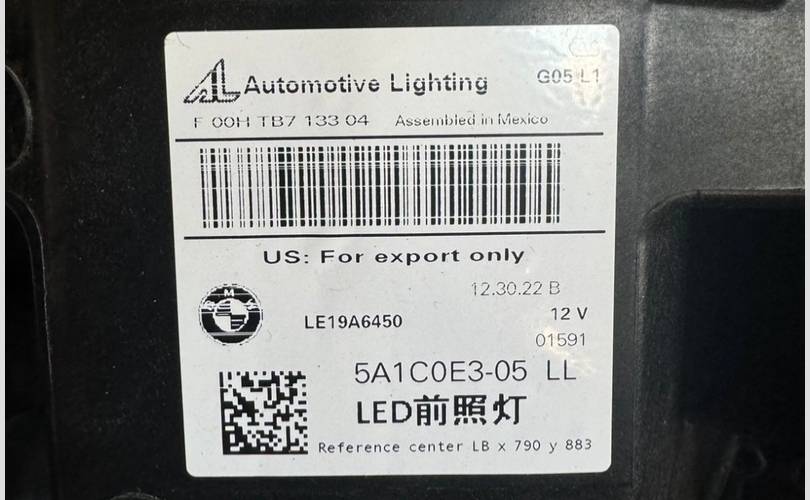 Automotive Lighting G05 L1
F 00H TB7 133 04 Assembled in Mexico
US: For export only
12.30.22 B
LE19A6450 12 V
01591
5A1C0E3-05 LL
LED前照灯
Reference center LB x 790 y 883